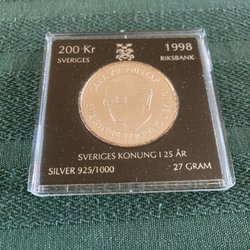 200 Kr 1998
SVERIGES RIKSBANK
SVERIGES KONUNG I 25 ÅR
SILVER 925/1000 27 GRAM